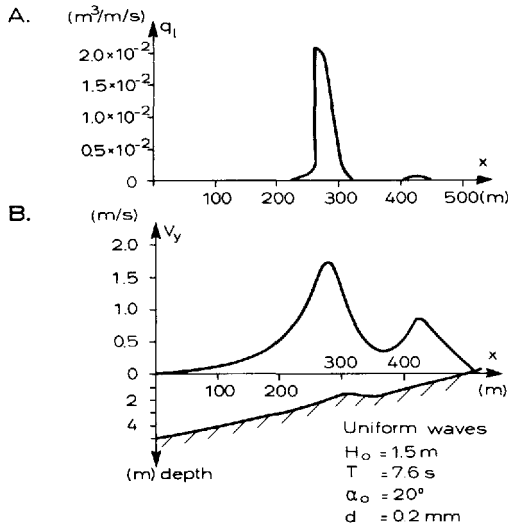 A.
(m³/m/s)
qₗ
2.0×10⁻²
1.5×10⁻²
1.0×10⁻²
0.5×10⁻²
0
x
100 200 300 400 500 (m)
B.
(m/s)
Vy
2.0
1.5
1.0
0.5
0
300 400
x
100 200
(m)
2
4
(m) depth
Uniform waves
H₀ = 1.5 m
T = 7.6 s
α₀ = 20°
d = 0.2 mm